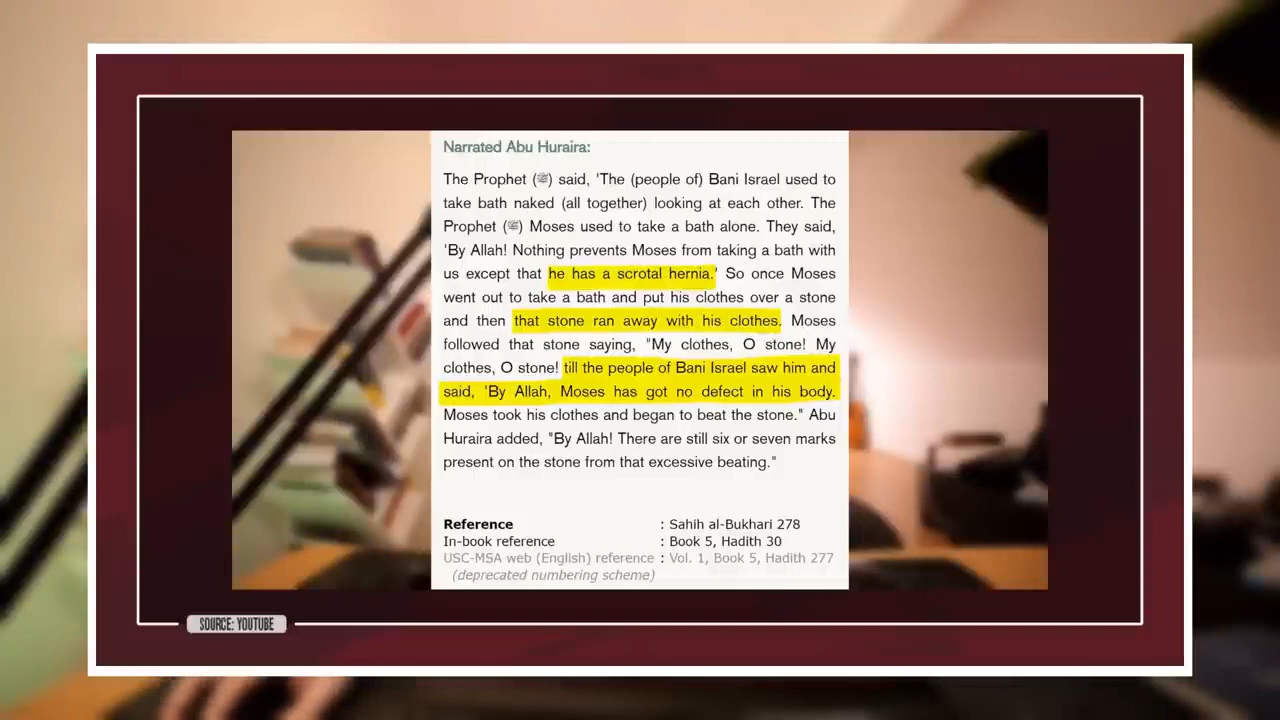 Narrated Abu Huraira:
The Prophet (ﷺ) said, 'The (people of) Bani Israel used to
take bath naked (all together) looking at each other. The
Prophet (ﷺ) Moses used to take a bath alone. They said,
'By Allah! Nothing prevents Moses from taking a bath with
us except that he has a scrotal hernia.' So once Moses
went out to take a bath and put his clothes over a stone
and then that stone ran away with his clothes. Moses
followed that stone saying, "My clothes, O stone! My
clothes, O stone! till the people of Bani Israel saw him and
said, 'By Allah, Moses has got no defect in his body.
Moses took his clothes and began to beat the stone." Abu
Huraira added, "By Allah! There are still six or seven marks
present on the stone from that excessive beating."
Reference : Sahih al-Bukhari 278
In-book reference : Book 5, Hadith 30
USC-MSA web (English) reference : Vol. 1, Book 5, Hadith 277
(deprecated numbering scheme)
SOURCE: YOUTUBE